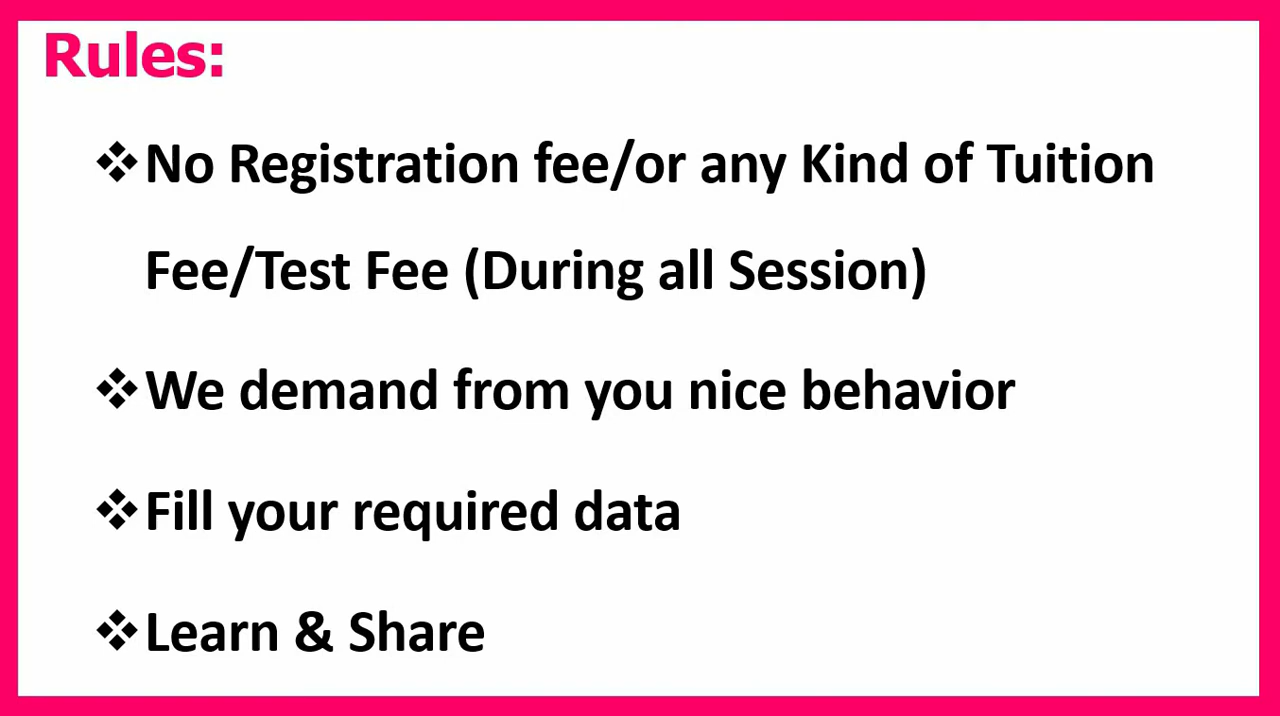 Rules:
❖No Registration fee/or any Kind of Tuition
Fee/Test Fee (During all Session)
❖We demand from you nice behavior
❖Fill your required data
❖Learn & Share